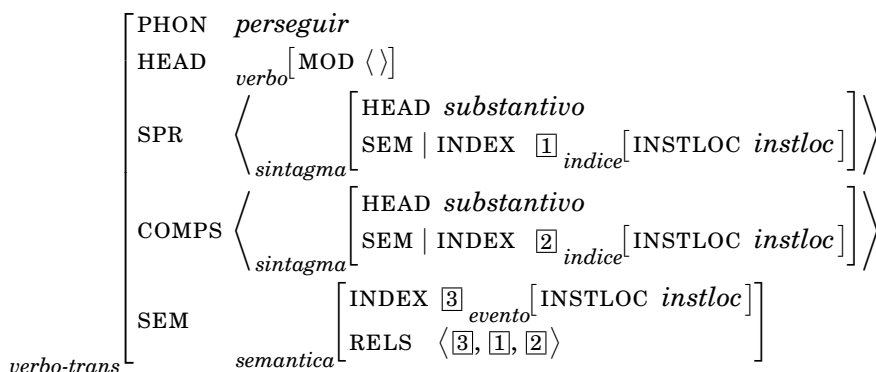 PHON perseguir
HEAD verbo[MOD ⟨ ⟩]
SPR ⟨sintagma[HEAD substantivo
SEM | INDEX [1] indice[INSTLOC instloc]]⟩
COMPS ⟨sintagma[HEAD substantivo
SEM | INDEX [2] indice[INSTLOC instloc]]⟩
SEM semantica[INDEX [3] evento[INSTLOC instloc]
RELS ⟨[3], [1], [2]⟩]
verbo-trans